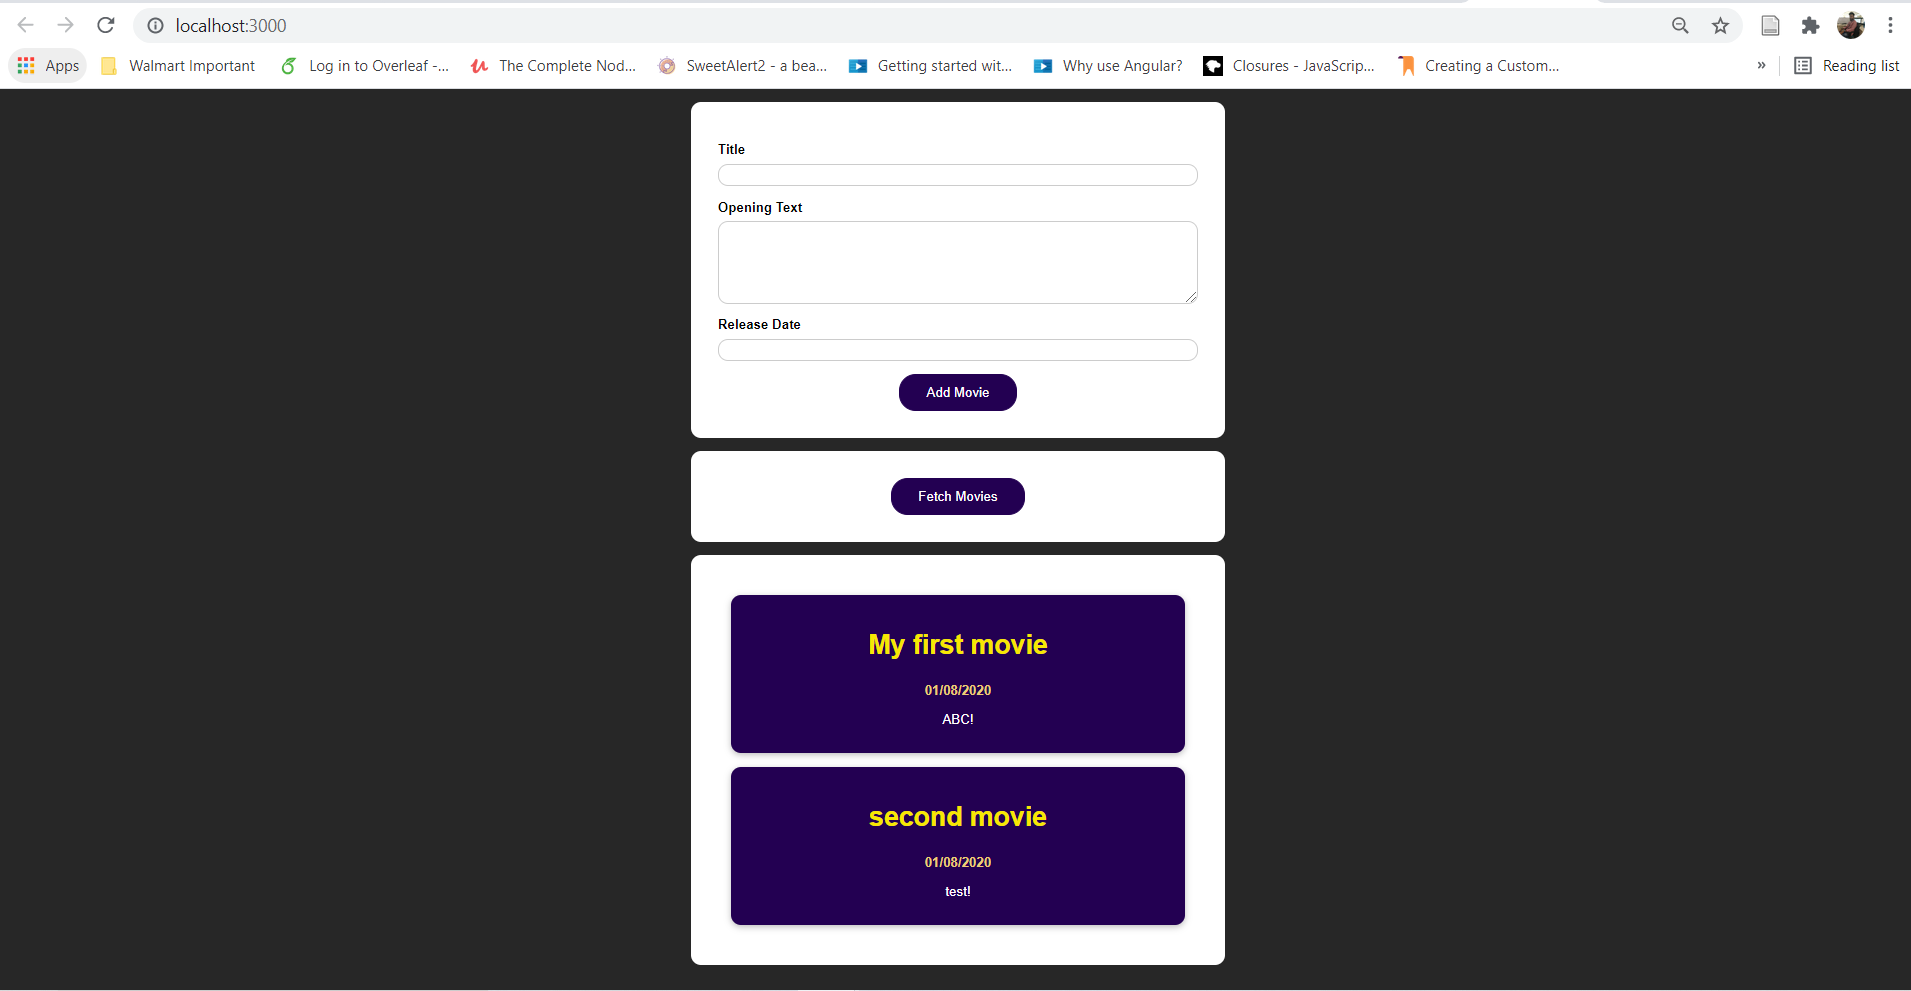 localhost:3000
Apps Walmart Important Log in to Overleaf -... The Complete Nod... SweetAlert2 - a bea... Getting started wit... Why use Angular? Closures - JavaScrip... Creating a Custom... » Reading list
Title
Opening Text
Release Date
Add Movie
Fetch Movies
My first movie
01/08/2020
ABC!
second movie
01/08/2020
test!